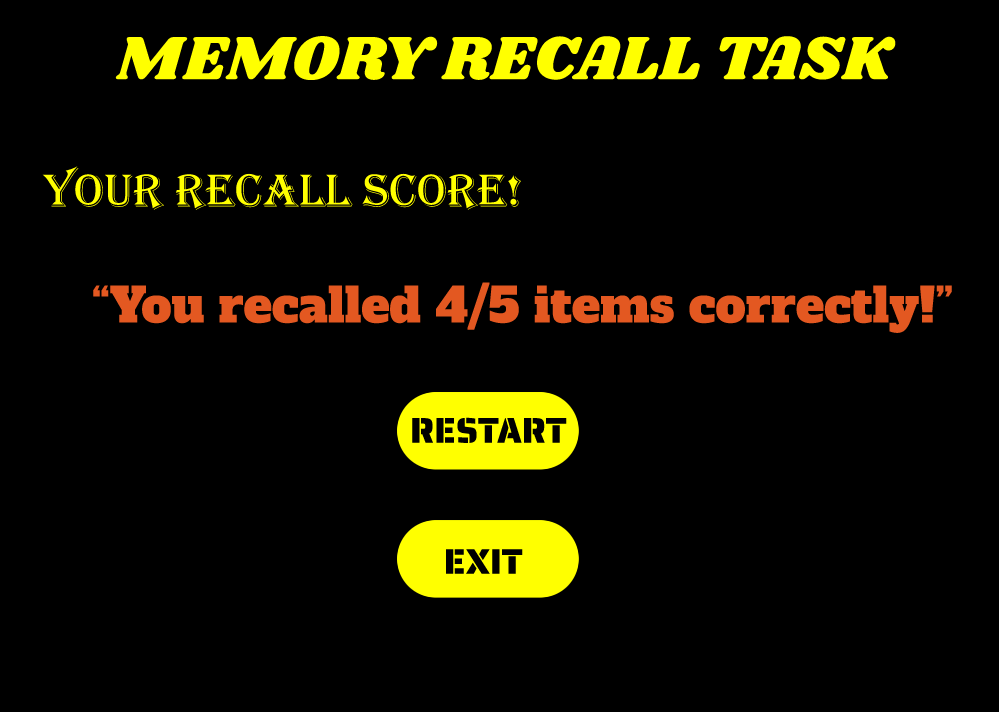 MEMORY RECALL TASK
YOUR RECALL SCORE!
“You recalled 4/5 items correctly!”
RESTART
EXIT